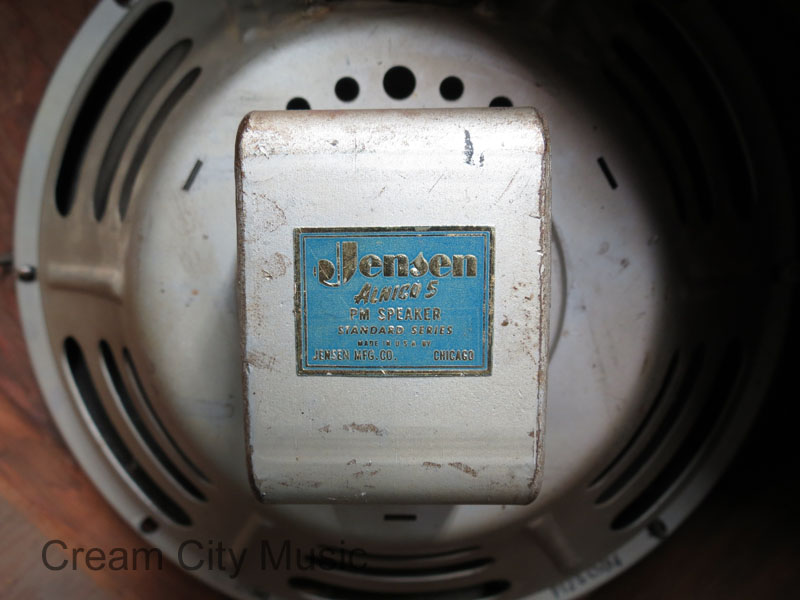 Jensen
ALNICO 5
PM SPEAKER
STANDARD SERIES
MADE IN U.S.A. BY
JENSEN MFG. CO. CHICAGO
Cream City Music